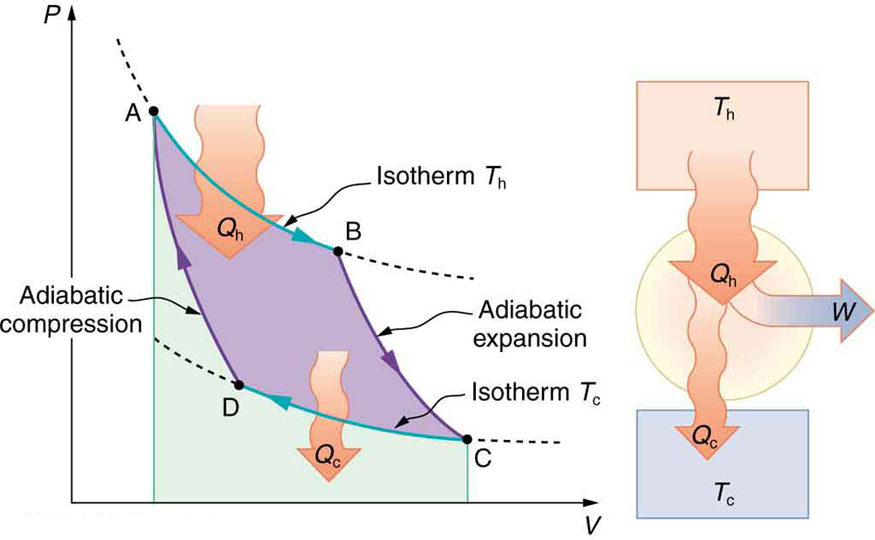 P
A
Isotherm Th
B
Qh
Adiabatic
compression
Adiabatic
expansion
D
Isotherm Tc
Qc
C
V
Th
Qh
W
Qc
Tc